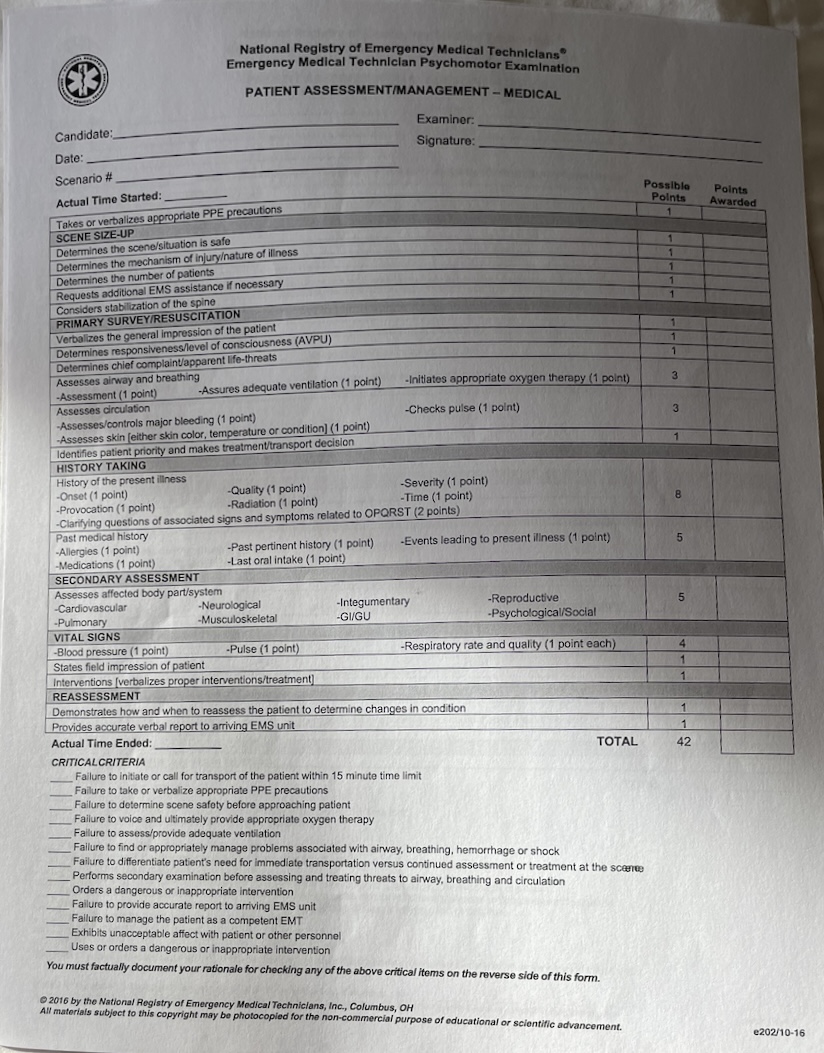 National Registry of Emergency Medical Technicians®
Emergency Medical Technician Psychomotor Examination
PATIENT ASSESSMENT/MANAGEMENT – MEDICAL
Candidate: Examiner:
Date: Signature:
Scenario #
Actual Time Started: Possible Points Points Awarded
Takes or verbalizes appropriate PPE precautions 1
SCENE SIZE-UP
Determines the scene/situation is safe 1
Determines the mechanism of injury/nature of illness 1
Determines the number of patients 1
Requests additional EMS assistance if necessary 1
Considers stabilization of the spine 1
PRIMARY SURVEY/RESUSCITATION
Verbalizes the general impression of the patient 1
Determines responsiveness/level of consciousness (AVPU) 1
Determines chief complaint/apparent life-threats 1
Assesses airway and breathing
-Assessment (1 point) -Assures adequate ventilation (1 point) -Initiates appropriate oxygen therapy (1 point) 3
Assesses circulation
-Assesses/controls major bleeding (1 point) -Checks pulse (1 point) 3
-Assesses skin [either skin color, temperature or condition] (1 point)
Identifies patient priority and makes treatment/transport decision 1
HISTORY TAKING
History of the present illness
-Onset (1 point) -Quality (1 point) -Severity (1 point)
-Provocation (1 point) -Radiation (1 point) -Time (1 point) 8
-Clarifying questions of associated signs and symptoms related to OPQRST (2 points)
Past medical history
-Allergies (1 point) -Past pertinent history (1 point) -Events leading to present illness (1 point) 5
-Medications (1 point) -Last oral intake (1 point)
SECONDARY ASSESSMENT
Assesses affected body part/system
-Cardiovascular -Neurological -Integumentary -Reproductive 5
-Pulmonary -Musculoskeletal -GI/GU -Psychological/Social
VITAL SIGNS
-Blood pressure (1 point) -Pulse (1 point) -Respiratory rate and quality (1 point each) 4
States field impression of patient 1
Interventions [verbalizes proper interventions/treatment] 1
REASSESSMENT
Demonstrates how and when to reassess the patient to determine changes in condition 1
Provides accurate verbal report to arriving EMS unit 1
Actual Time Ended: TOTAL 42
CRITICAL CRITERIA
Failure to initiate or call for transport of the patient within 15 minute time limit
Failure to take or verbalize appropriate PPE precautions
Failure to determine scene safety before approaching patient
Failure to voice and ultimately provide appropriate oxygen therapy
Failure to assess/provide adequate ventilation
Failure to find or appropriately manage problems associated with airway, breathing, hemorrhage or shock
Failure to differentiate patient's need for immediate transportation versus continued assessment or treatment at the
Performs secondary examination before assessing and treating threats to airway, breathing and circulation
Orders a dangerous or inappropriate intervention
Failure to provide accurate report to arriving EMS unit
Failure to manage the patient as a competent EMT
Exhibits unacceptable affect with patient or other personnel
Uses or orders a dangerous or inappropriate intervention
You must factually document your rationale for checking any of the above critical items on the reverse side of this form.
© 2016 by the National Registry of Emergency Medical Technicians, Inc., Columbus, OH
All materials subject to this copyright may be photocopied for the non-commercial purpose of educational or scientific advancement.
e202/10-16